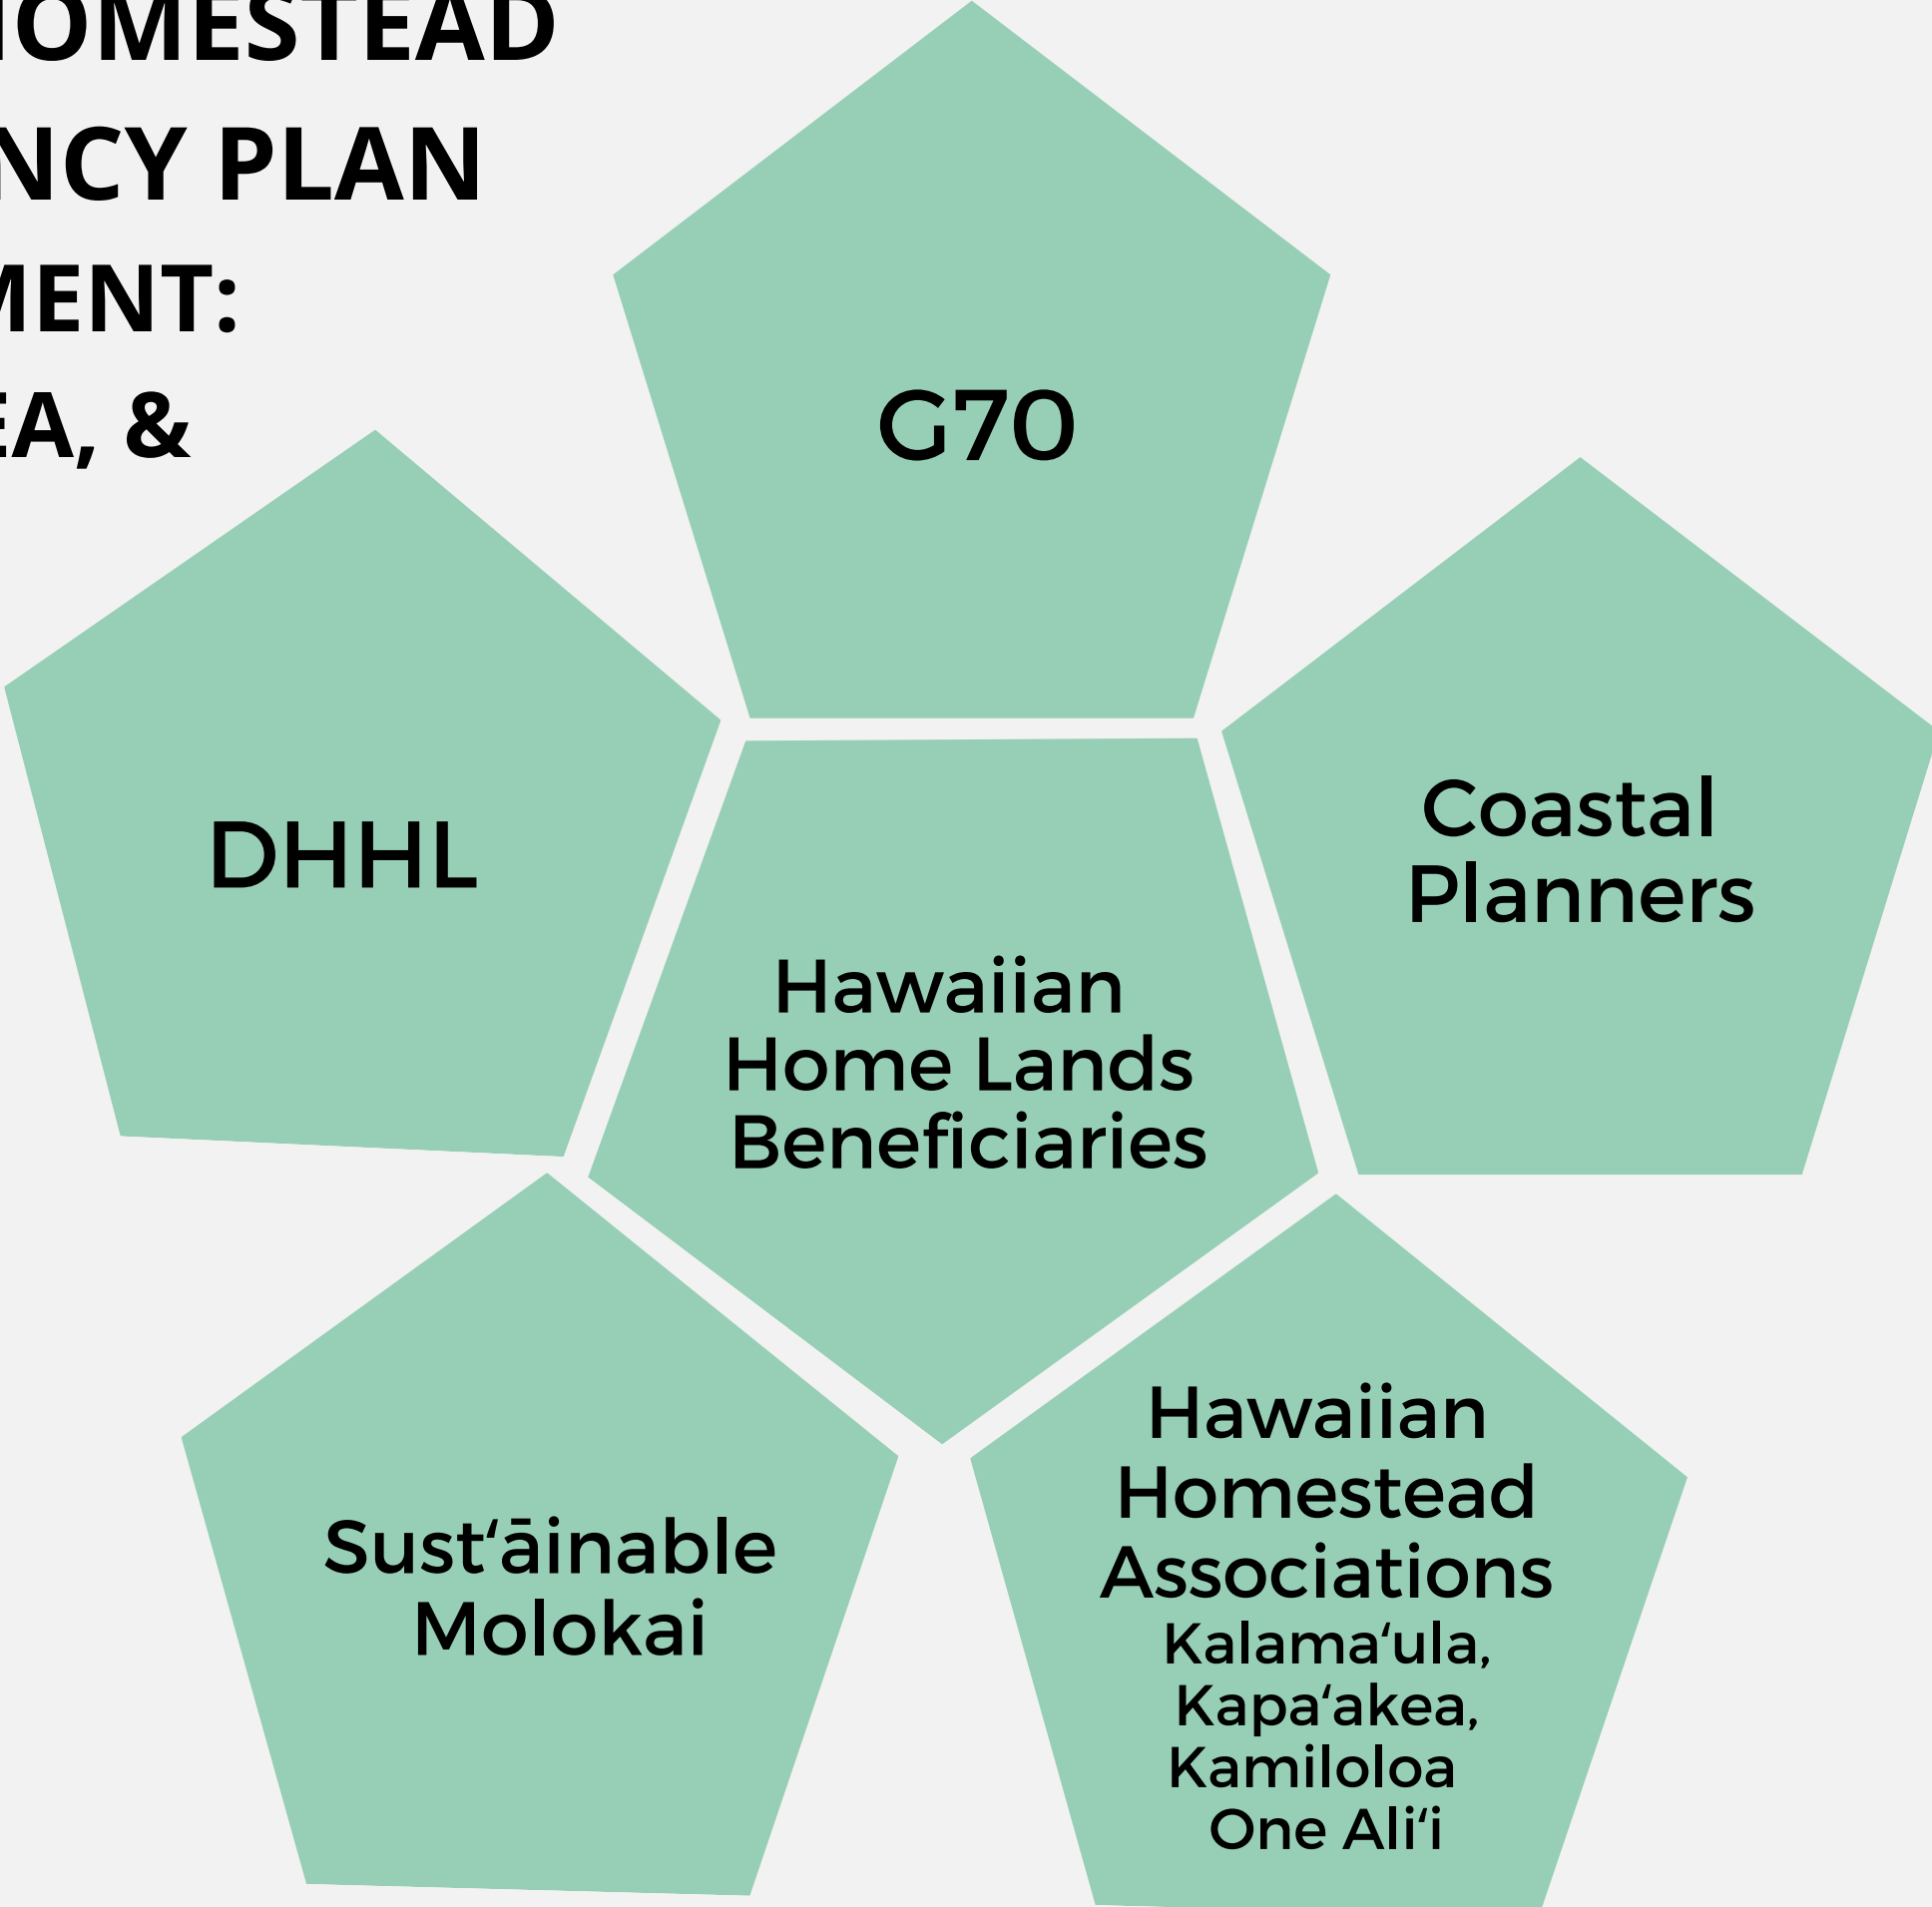 HOMESTEAD
NCY PLAN
MENT:
EA, &
G70
DHHL
Coastal
Planners
Hawaiian
Home Lands
Beneficiaries
Sustʻāinable
Molokai
Hawaiian
Homestead
Associations
Kalamaʻula,
Kapaʻakea,
Kamiloloa
One Aliʻi